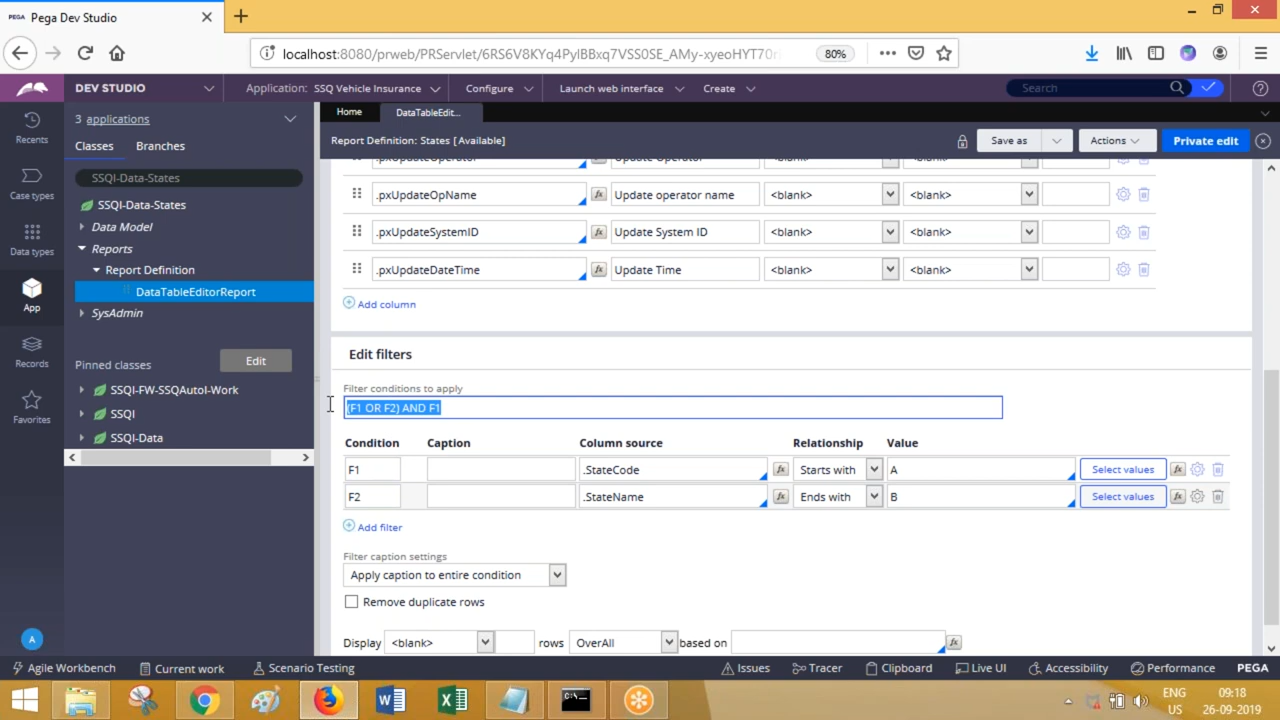 PEGA Pega Dev Studio
localhost:8080/prweb/PRServlet/6RS6V8KYq4PylBBxq7VSS0SE_AMy-xyeoHYT70r 80%
DEV STUDIO Application: SSQ Vehicle Insurance Configure Launch web interface Create Search
Recents
Case types
Data types
App
Records
Favorites
A
3 applications
Classes Branches
SSQI-Data-States
SSQI-Data-States
Data Model
Reports
Report Definition
DataTableEditorReport
SysAdmin
Pinned classes Edit
SSQI-FW-SSQAutoI-Work
SSQI
SSQI-Data
Home DataTableEdit...
Report Definition: States [Available] Save as Actions Private edit
.pxUpdateOperator Update Operator <blank> <blank>
.pxUpdateOpName Update operator name <blank> <blank>
.pxUpdateSystemID Update System ID <blank> <blank>
.pxUpdateDateTime Update Time <blank> <blank>
Add column
Edit filters
Filter conditions to apply
(F1 OR F2) AND F1
Condition Caption Column source Relationship Value
F1 .StateCode Starts with A Select values
F2 .StateName Ends with B Select values
Add filter
Filter caption settings
Apply caption to entire condition
Remove duplicate rows
Display <blank> rows OverAll based on
Agile Workbench Current work Scenario Testing Issues Tracer Clipboard Live UI Accessibility Performance PEGA
ENG 09:18
US 26-09-2019